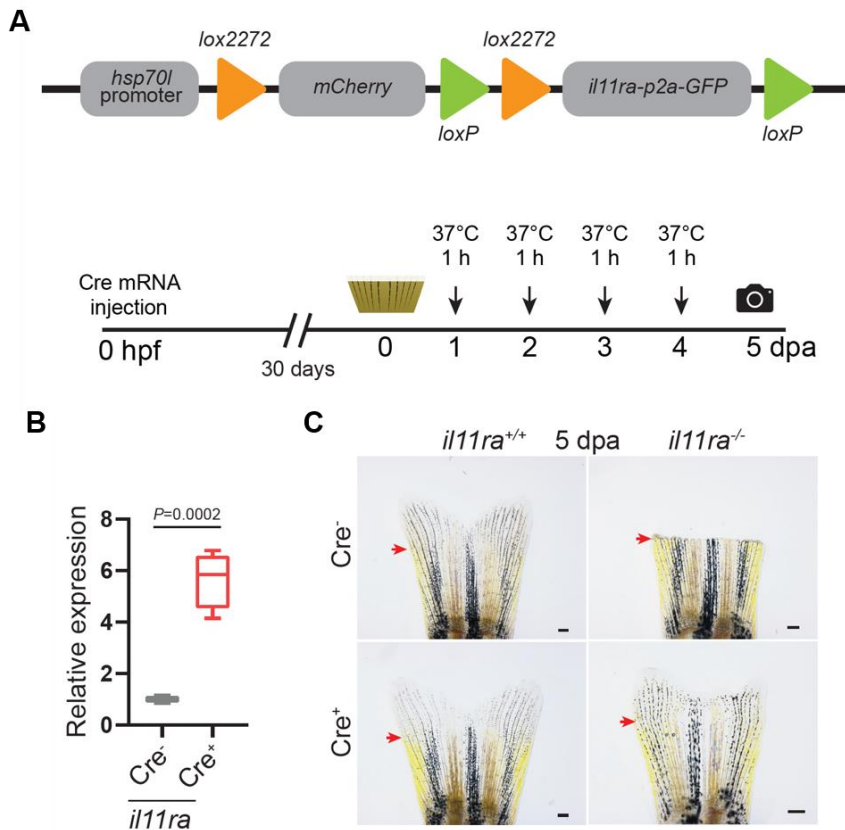 A
lox2272
lox2272
hsp70l
promoter
mCherry
il11ra-p2a-GFP
loxP
loxP
37°C
37°C
37°C
37°C
1 h
1 h
1 h
1 h
Cre mRNA
injection
0 hpf
30 days
0
1
2
3
4
5 dpa
B
C
il11ra+/+
5 dpa
il11ra-/-
P=0.0002
8
6
4
2
0
Relative expression
Cre-
Cre+
il11ra
Cre-
Cre+